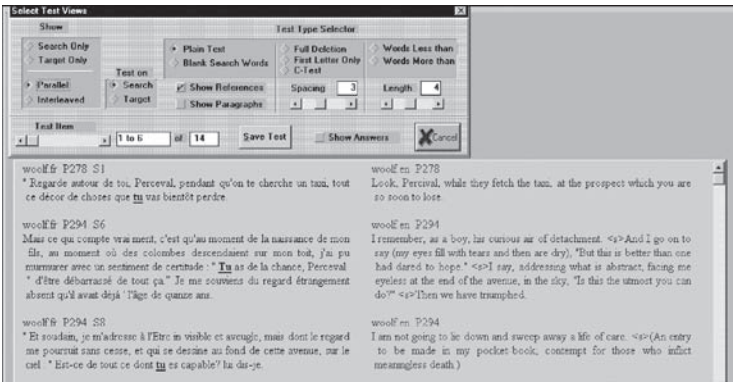 Select Test Views
Show
Test Type Selector
Search Only
Target Only
Parallel
Interleaved
Test on
Search
Target
Plain Text
Blank Search Words
Show References
Show Paragraphs
Full Deletion
First Letter Only
C-Test
Spacing 3
Words Less than
Words More than
Length 4
Test Item
1 to 6 of 14
Save Test
Show Answers
Cancel
woolf.fr P278 S1
" Regarde autour de toi, Perceval, pendant qu'on te cherche un taxi, tout
ce décor de choses que tu vas bientôt perdre.
woolf.fr P294 S6
Mais ce qui compte vraiment, c'est qu'au moment de la naissance de mon
fils, au moment où des colombes descendaient sur mon toit, j'ai pu
murmurer avec un sentiment de certitude : " Tu as de la chance, Perceval
" d'être débarrassé de tout ça." Je me souviens du regard étrangement
absent qu'il avait déjà ' l'âge de quinze ans.
woolf.fr P294 S8
" Et soudain, je m'adresse à l'Etre in visible et aveugle, mais dont le regard
me poursuit sans cesse, et qui se dessine au fond de cette avenue, sur le
ciel . " Est-ce de tout ce dont tu es capable? lui dis-je.
woolf.en P278
Look, Percival, while they fetch the taxi, at the prospect which you are
so soon to lose.
woolf.en P294
I remember, as a boy, his curious air of detachment. <s>And I go on to
say (my eyes fill with tears and then are dry), "But this is better than one
had dared to hope." <s>I say, addressing what is abstract, facing me
eyeless at the end of the avenue, in the sky, "Is this the utmost you can
do?" <s>Then we have triumphed.
woolf.en P294
I am not going to lie down and sweep away a life of care. <s>(An entry
to be made in my pocket-book; contempt for those who inflict
meaningless death.)